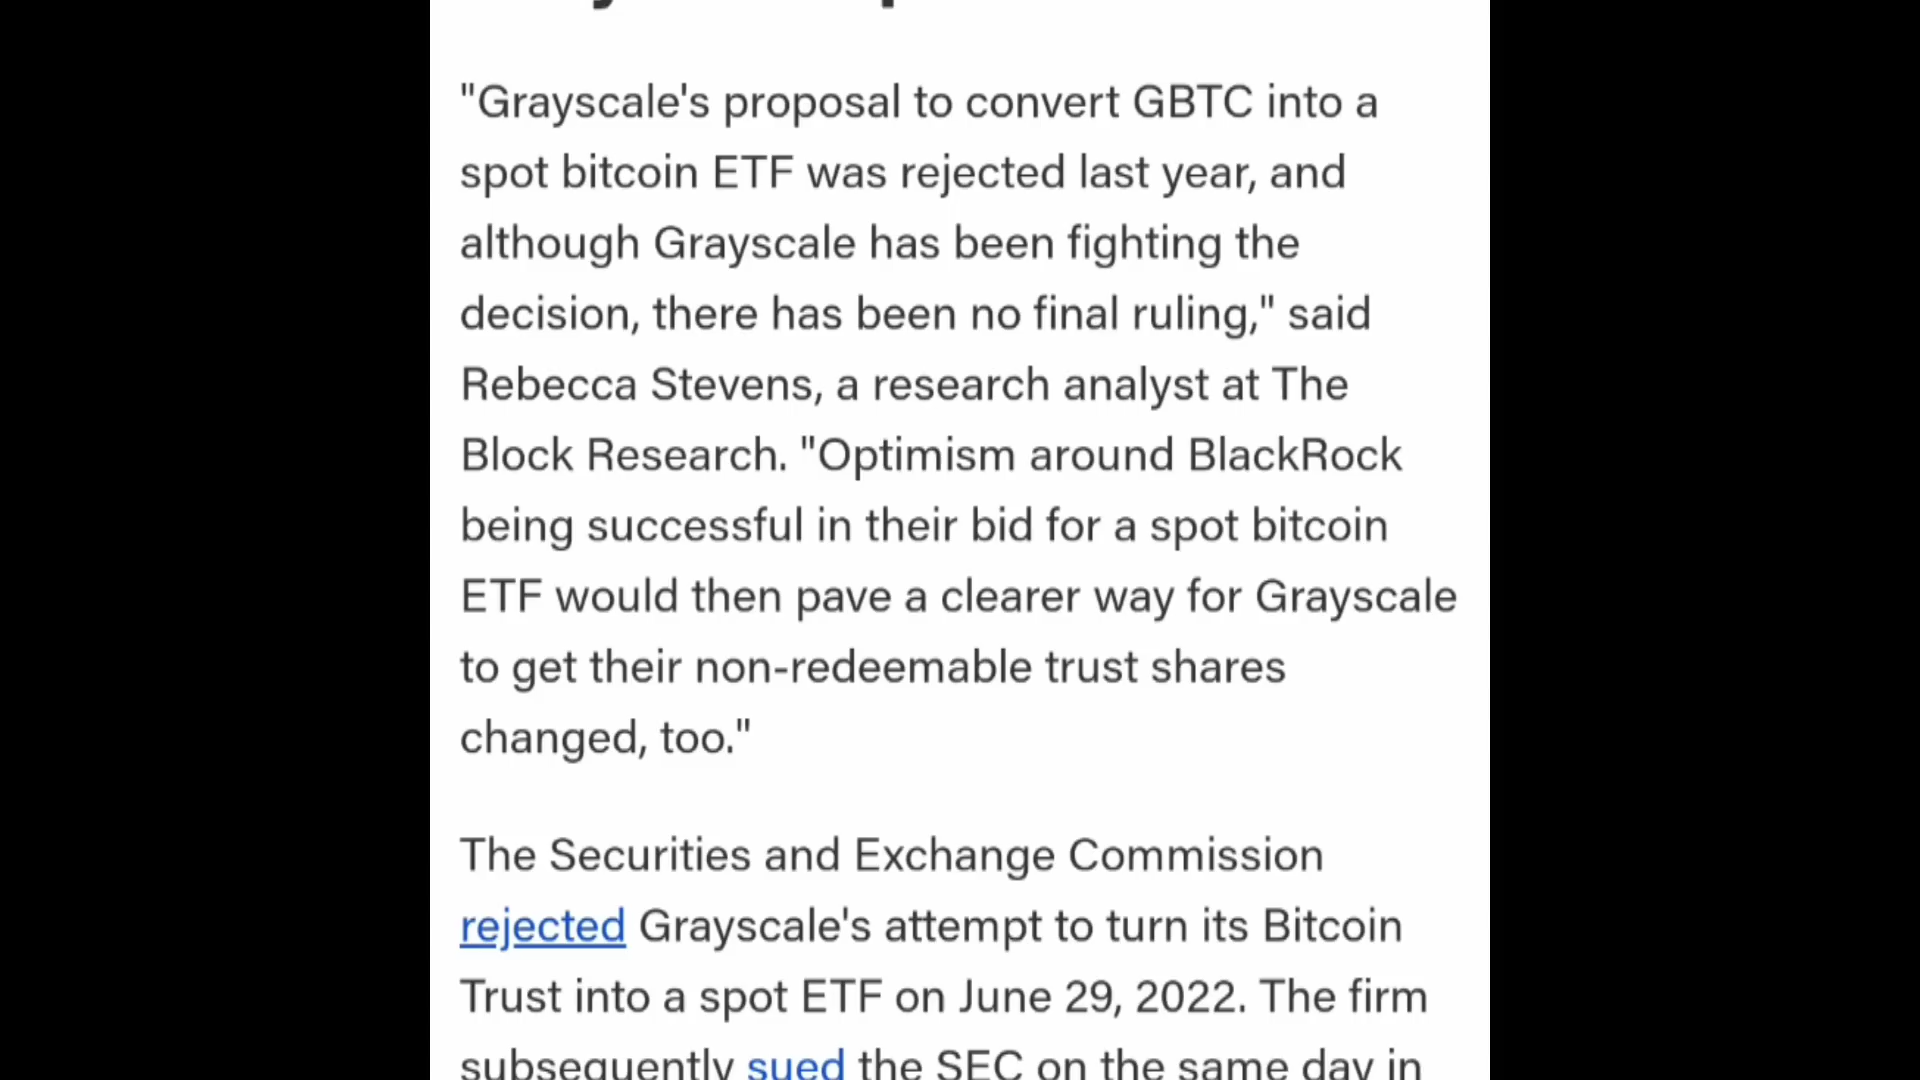 "Grayscale's proposal to convert GBTC into a
spot bitcoin ETF was rejected last year, and
although Grayscale has been fighting the
decision, there has been no final ruling," said
Rebecca Stevens, a research analyst at The
Block Research. "Optimism around BlackRock
being successful in their bid for a spot bitcoin
ETF would then pave a clearer way for Grayscale
to get their non-redeemable trust shares
changed, too."
The Securities and Exchange Commission
rejected Grayscale's attempt to turn its Bitcoin
Trust into a spot ETF on June 29, 2022. The firm
subsequently sued the SEC on the same day in